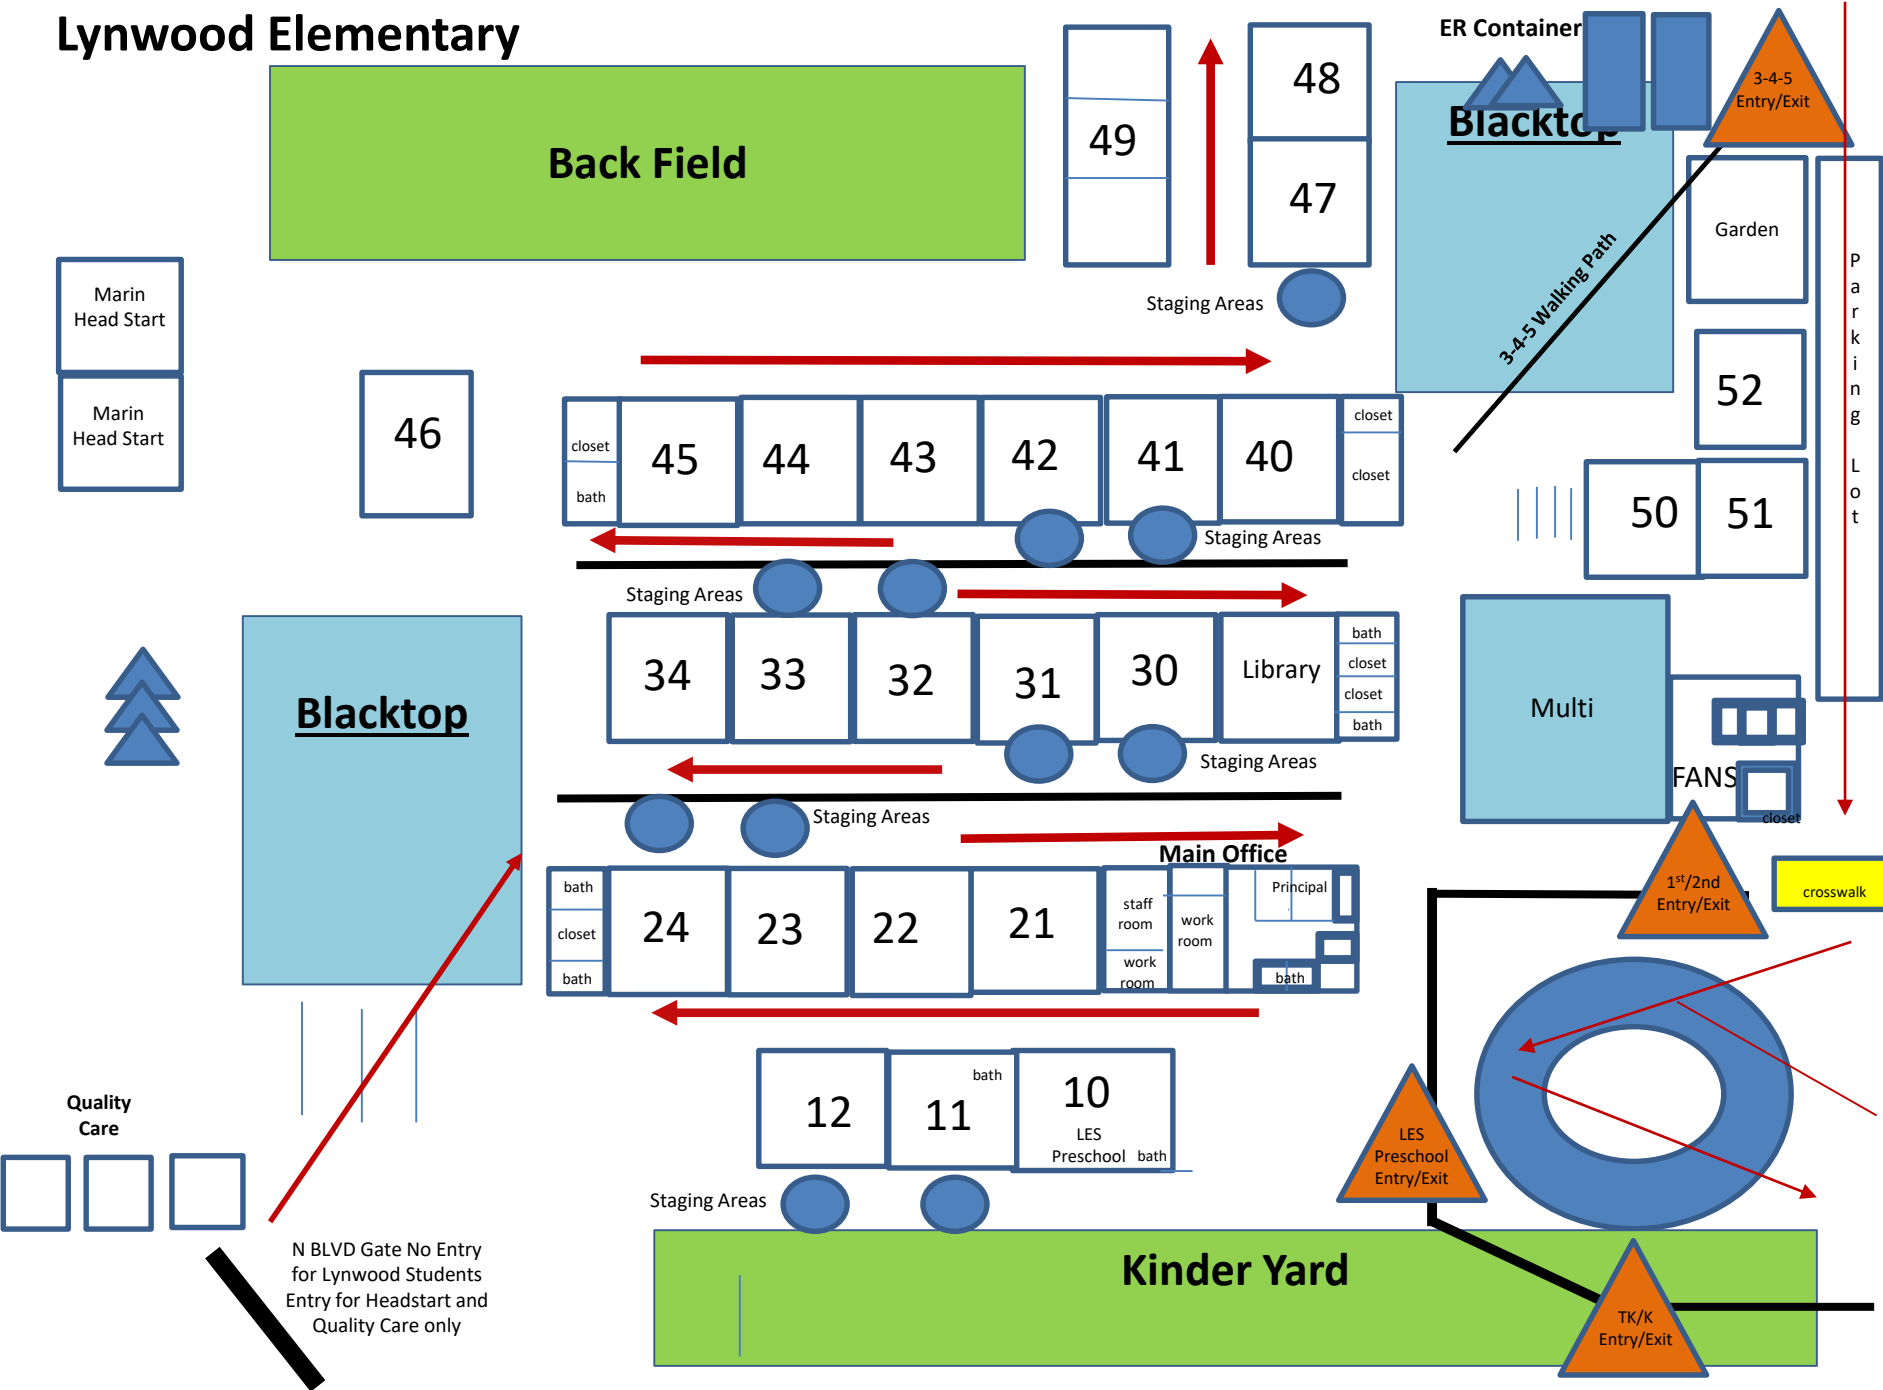 Lynwood Elementary
ER Container
3-4-5
Entry/Exit
48
49
47
Blacktop
Back Field
Garden
Parking Lot
3-4-5 Walking Path
Marin
Head Start
Marin
Head Start
Staging Areas
52
46
closet
bath
45
44
43
42
41
40
closet
closet
50
51
Staging Areas
Staging Areas
34
33
32
31
30
Library
bath
closet
closet
bath
Multi
FANS
closet
Blacktop
Staging Areas
Staging Areas
Main Office
bath
closet
bath
24
23
22
21
staff
room
work
room
work
room
Principal
bath
1st/2nd
Entry/Exit
crosswalk
12
bath
11
10
LES
Preschool
bath
LES
Preschool
Entry/Exit
Quality
Care
Staging Areas
N BLVD Gate No Entry
for Lynwood Students
Entry for Headstart and
Quality Care only
Kinder Yard
TK/K
Entry/Exit